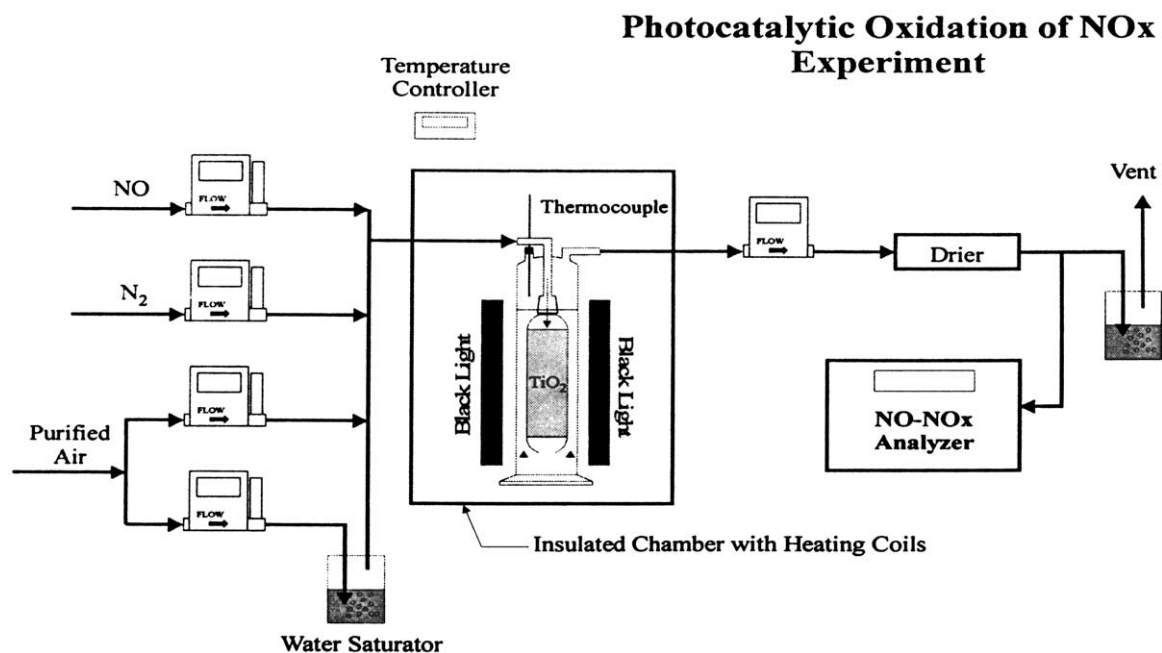 Photocatalytic Oxidation of NOx
Experiment
Temperature
Controller
NO
FLOW
Thermocouple
FLOW
Drier
Vent
N₂
FLOW
Black Light
TiO₂
Black Light
NO-NOx
Analyzer
Purified
Air
FLOW
FLOW
Insulated Chamber with Heating Coils
Water Saturator